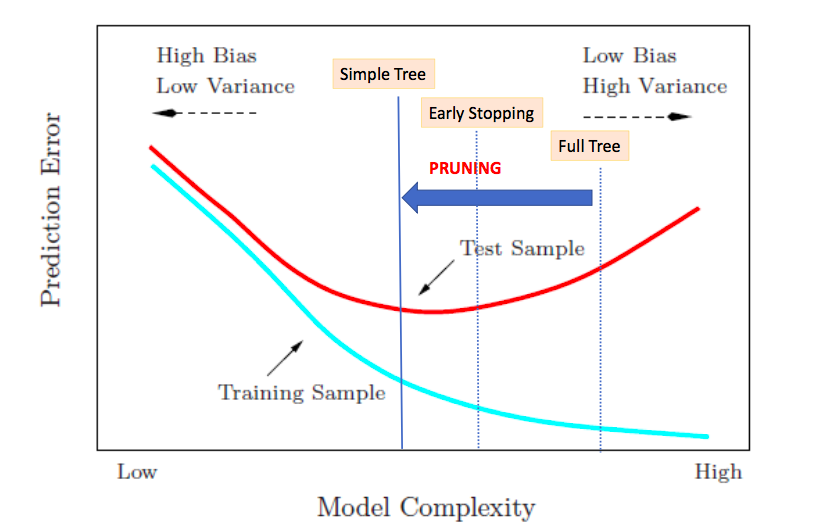 High Bias
Low Variance
Low Bias
High Variance
Simple Tree
Early Stopping
Full Tree
PRUNING
Test Sample
Training Sample
Prediction Error
Low
High
Model Complexity